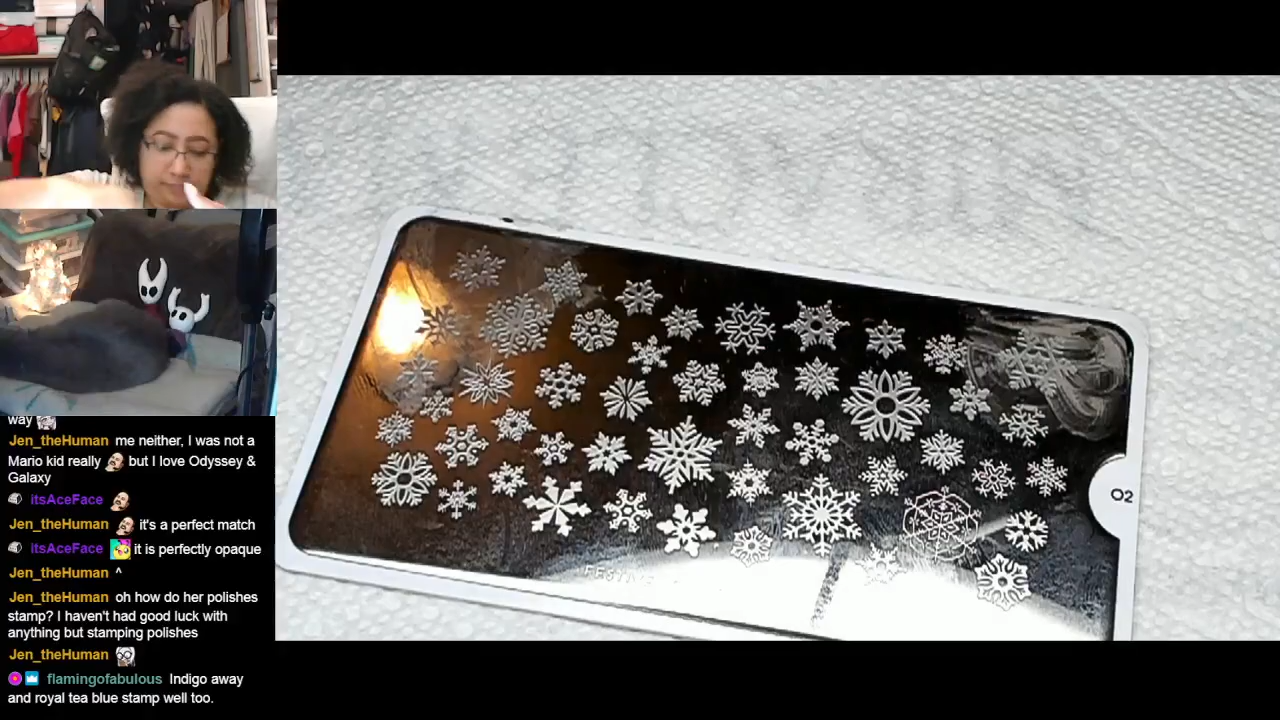 way
Jen_theHuman me neither, I was not a
Mario kid really but I love Odyssey &
Galaxy
itsAceFace
Jen_theHuman it's a perfect match
itsAceFace it is perfectly opaque
Jen_theHuman ^
Jen_theHuman oh how do her polishes
stamp? I haven't had good luck with
anything but stamping polishes
Jen_theHuman
flamingofabulous Indigo away
and royal tea blue stamp well too.
02